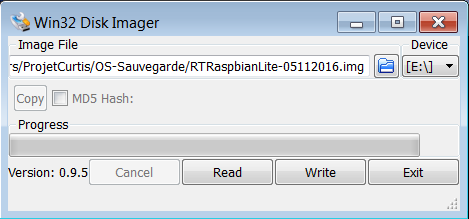 Win32 Disk Imager
Image File
Device
rs/ProjetCurtis/OS-Sauvegarde/RTRaspbianLite-05112016.img
[E:\]
Copy
MD5 Hash:
Progress
Version: 0.9.5
Cancel
Read
Write
Exit